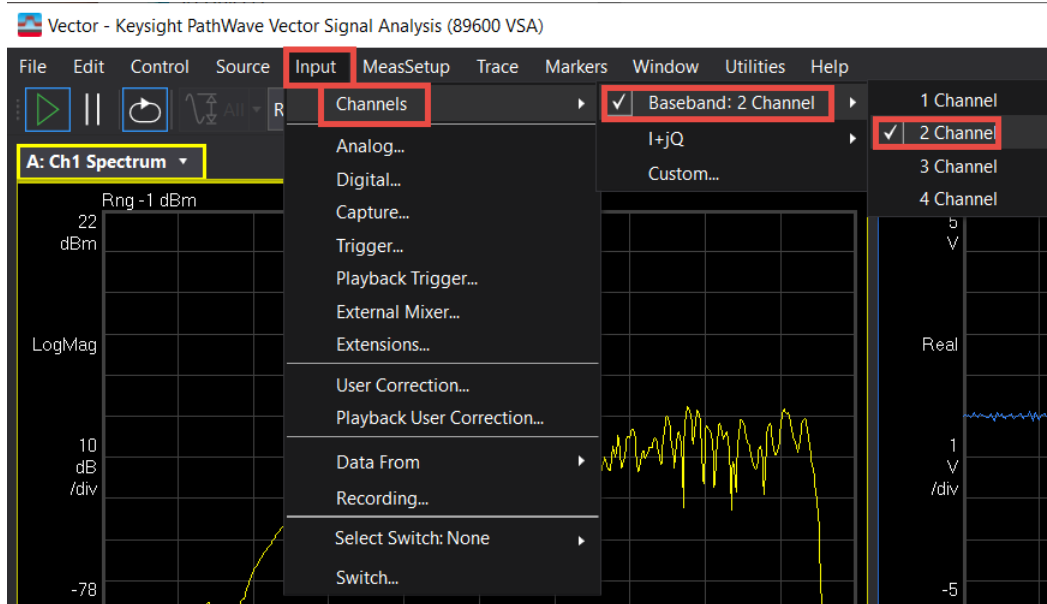 Vector - Keysight PathWave Vector Signal Analysis (89600 VSA)
File Edit Control Source Input MeasSetup Trace Markers Window Utilities Help
All R
A: Ch1 Spectrum
Rng -1 dBm
22
dBm
LogMag
10
dB
/div
-78
Channels
Analog...
Digital...
Capture...
Trigger...
Playback Trigger...
External Mixer...
Extensions...
User Correction...
Playback User Correction...
Data From
Recording...
Select Switch: None
Switch...
Baseband: 2 Channel
I+jQ
Custom...
1 Channel
2 Channel
3 Channel
4 Channel
5
V
Real
1
V
/div
-5